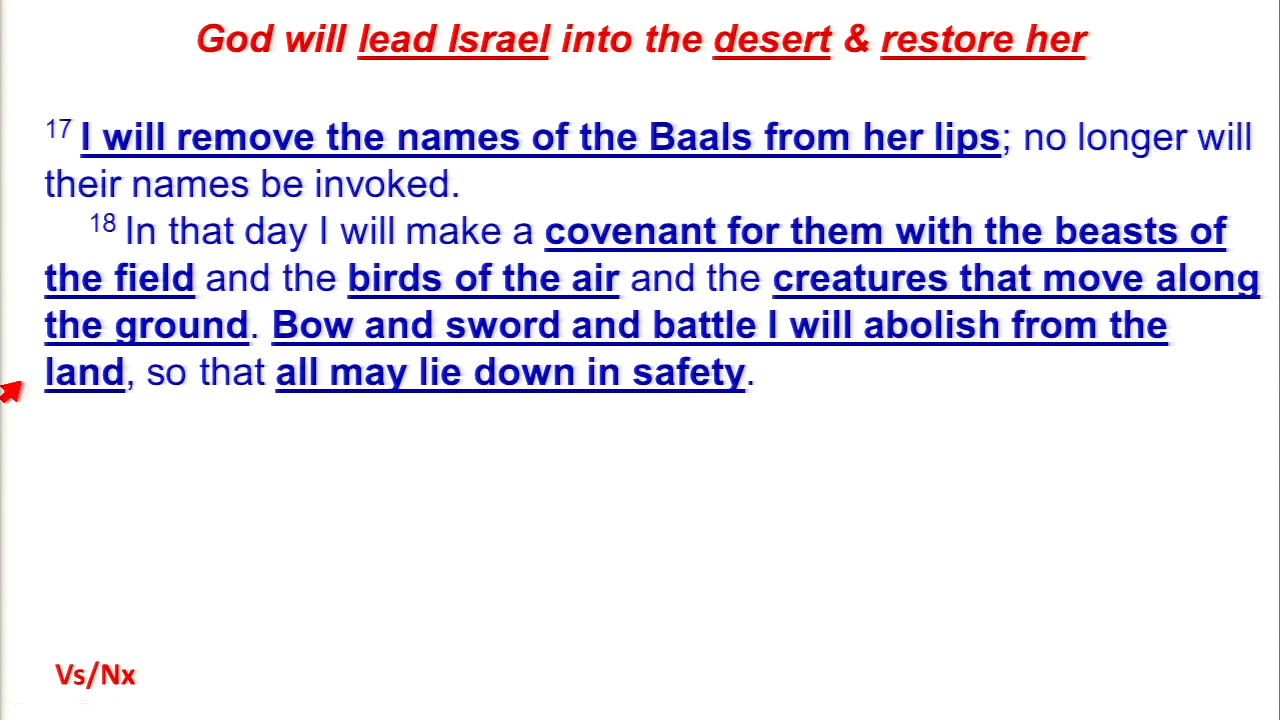 God will lead Israel into the desert & restore her
17 I will remove the names of the Baals from her lips; no longer will
their names be invoked.
18 In that day I will make a covenant for them with the beasts of
the field and the birds of the air and the creatures that move along
the ground. Bow and sword and battle I will abolish from the
land, so that all may lie down in safety.
Vs/Nx